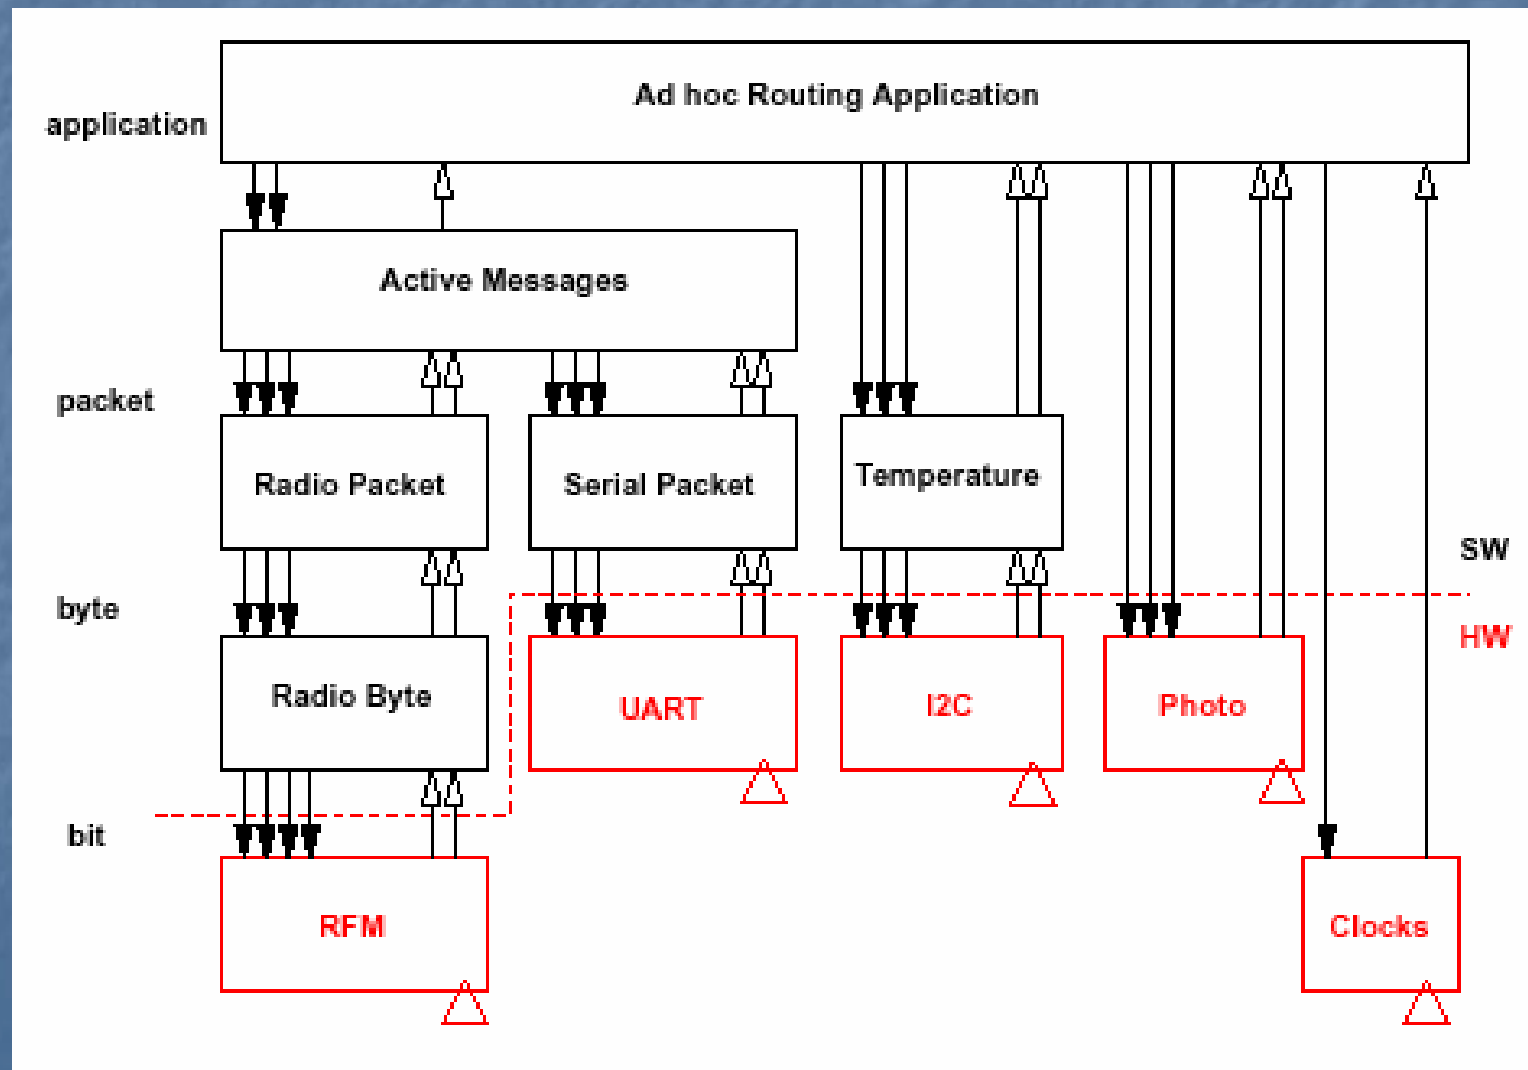 Ad hoc Routing Application
application
Active Messages
packet
Radio Packet
Serial Packet
Temperature
SW
byte
HW
Radio Byte
UART
I2C
Photo
bit
RFM
Clocks